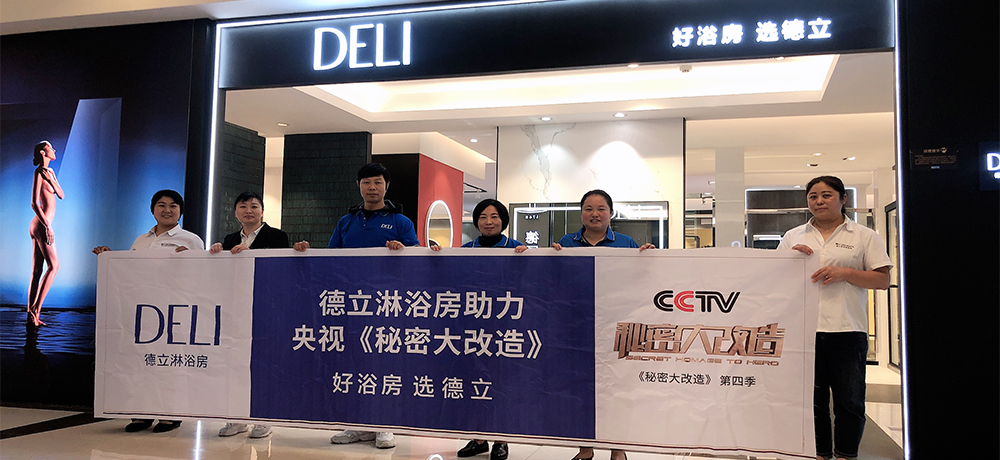 DELI
好浴房 选德立
DELI
DELI
德立淋浴房
德立淋浴房助力
央视《秘密大改造》
好浴房 选德立
CCTV
秘密大改造
SECRET HOMAGE TO HERO
《秘密大改造》 第四季